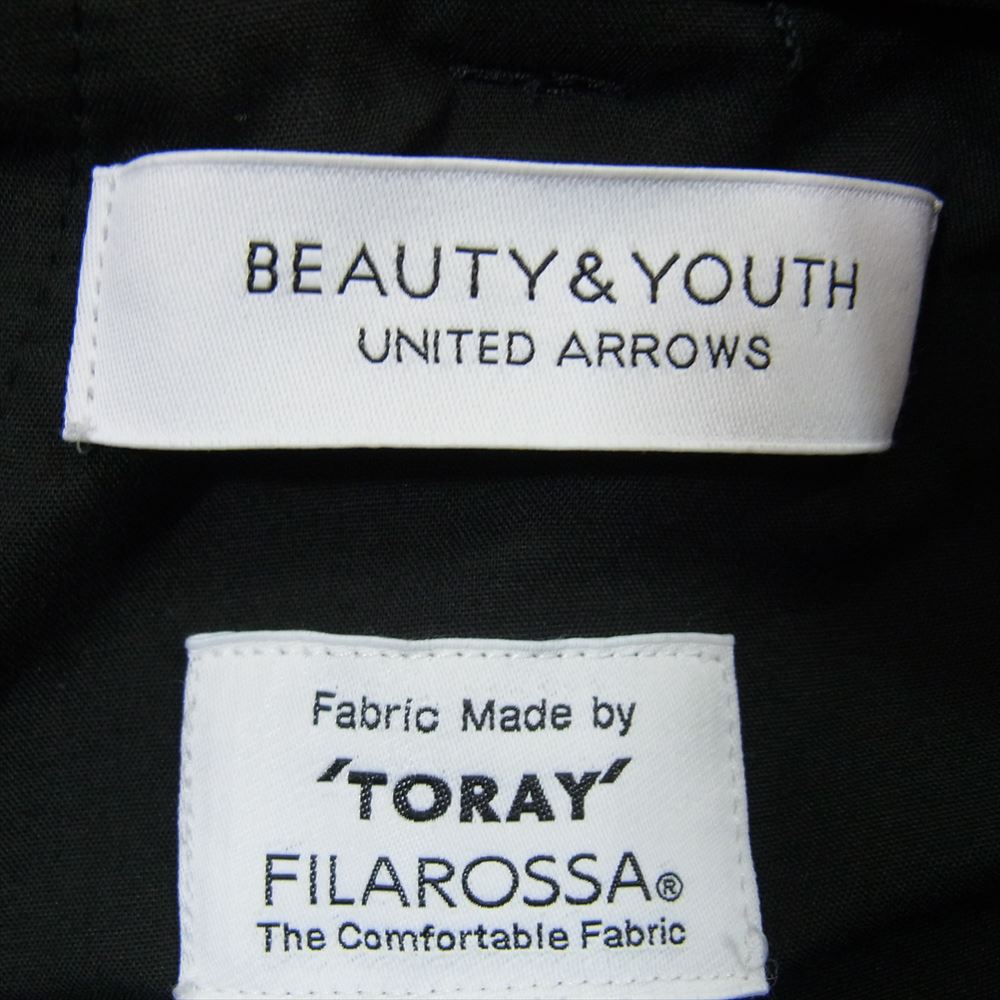 BEAUTY&YOUTH
UNITED ARROWS
Fabric Made by
'TORAY'
FILAROSSA®
The Comfortable Fabric